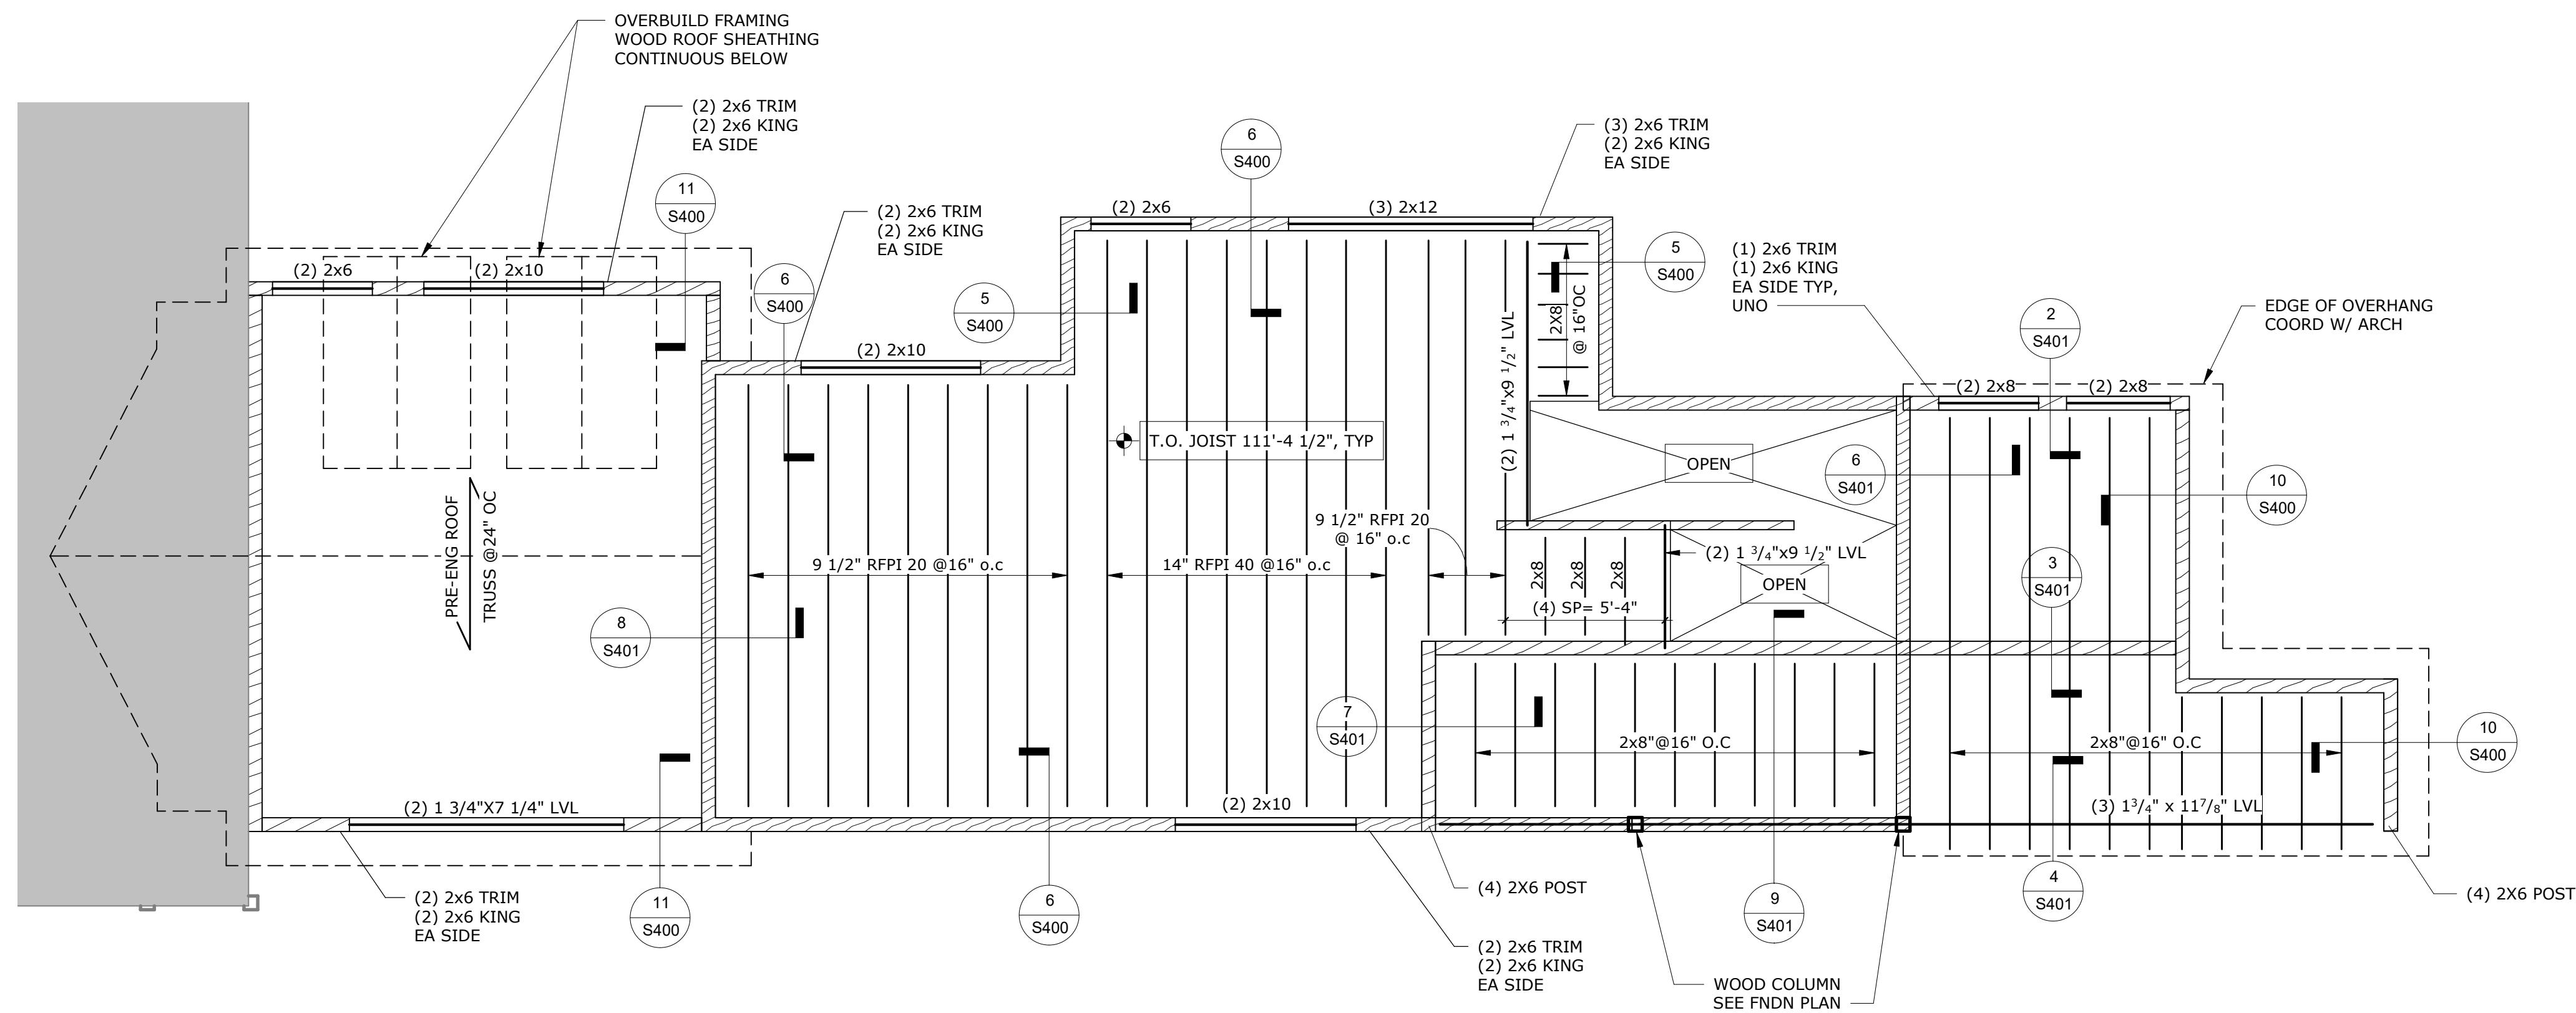 OVERBUILD FRAMING
WOOD ROOF SHEATHING
CONTINUOUS BELOW
(2) 2x6 TRIM
(2) 2x6 KING
EA SIDE
11
S400
(2) 2x6 TRIM
(2) 2x6 KING
EA SIDE
6
S400
(3) 2x6 TRIM
(2) 2x6 KING
EA SIDE
(2) 2x6
(3) 2x12
(1) 2x6 TRIM
(1) 2x6 KING
EA SIDE TYP,
UNO
5
S400
EDGE OF OVERHANG
COORD W/ ARCH
(2) 2x6
(2) 2x10
6
S400
5
S400
2X8
@ 16"OC
2
S401
(2) 2x10
(2) 1 3/4"x9 1/2" LVL
(2) 2x8
(2) 2x8
T.O. JOIST 111'-4 1/2", TYP
OPEN
6
S401
10
S400
PRE-ENG ROOF
TRUSS @24" OC
9 1/2" RFPI 20
@ 16" o.c
(2) 1 3/4"x9 1/2" LVL
9 1/2" RFPI 20 @16" o.c
14" RFPI 40 @16" o.c
2x8
2x8
2x8
OPEN
3
S401
(4) SP= 5'-4"
8
S401
7
S401
2x8"@16" O.C
2x8"@16" O.C
10
S400
(2) 1 3/4"X7 1/4" LVL
(2) 2x10
(3) 1 3/4" x 11 7/8" LVL
(2) 2x6 TRIM
(2) 2x6 KING
EA SIDE
11
S400
6
S400
(4) 2X6 POST
9
S401
4
S401
(4) 2X6 POST
(2) 2x6 TRIM
(2) 2x6 KING
EA SIDE
WOOD COLUMN
SEE FNDN PLAN